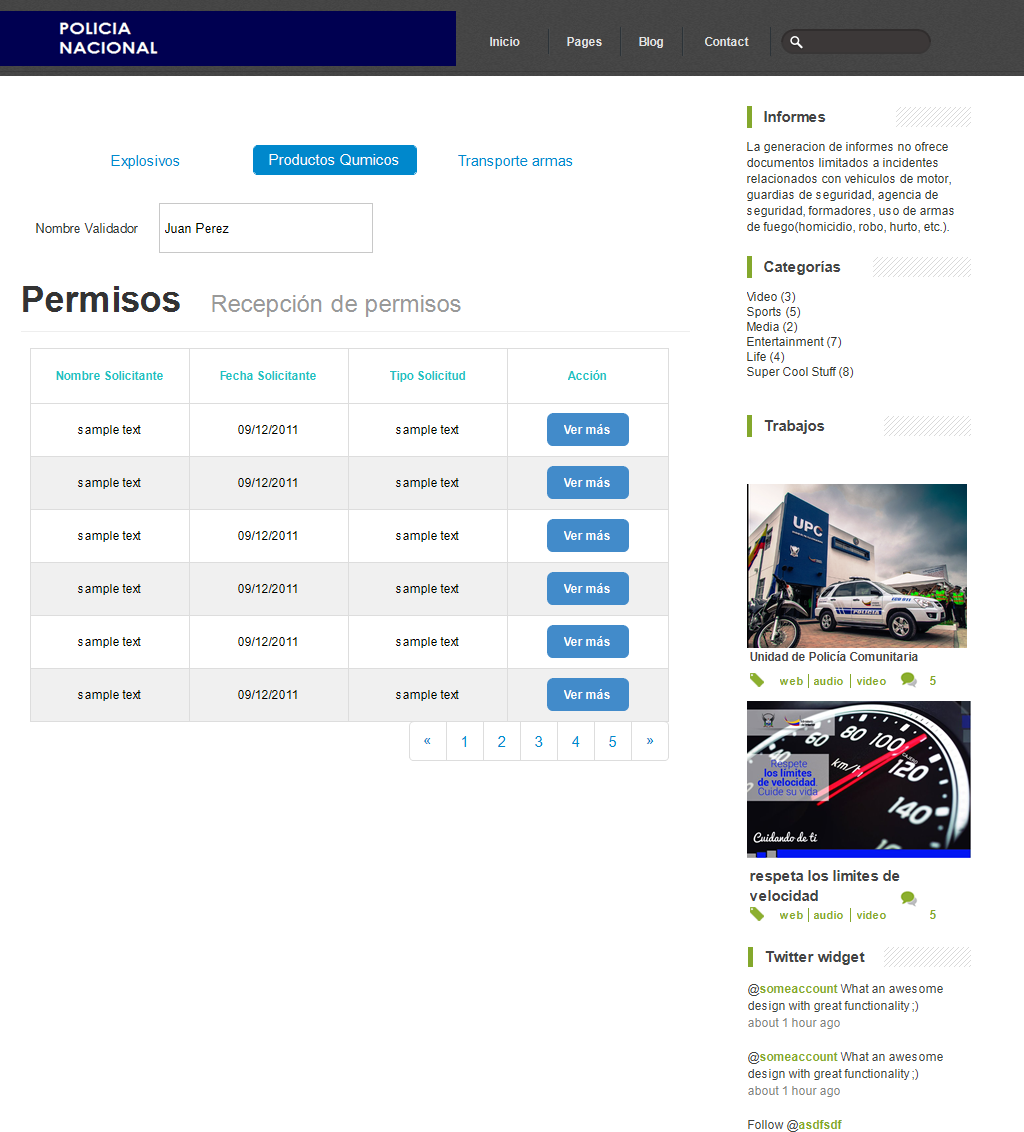 POLICIA
NACIONAL
Inicio
Pages
Blog
Contact
Explosivos
Productos Qumicos
Transporte armas
Nombre Validador
Juan Perez
Permisos
Recepción de permisos
Nombre Solicitante Fecha Solicitante Tipo Solicitud Acción
sample text 09/12/2011 sample text Ver más
sample text 09/12/2011 sample text Ver más
sample text 09/12/2011 sample text Ver más
sample text 09/12/2011 sample text Ver más
sample text 09/12/2011 sample text Ver más
sample text 09/12/2011 sample text Ver más
« 1 2 3 4 5 »
Informes
La generacion de informes no ofrece
documentos limitados a incidentes
relacionados con vehiculos de motor,
guardias de seguridad, agencia de
seguridad, formadores, uso de armas
de fuego(homicidio, robo, hurto, etc.).
Categorías
Video (3)
Sports (5)
Media (2)
Entertainment (7)
Life (4)
Super Cool Stuff (8)
Trabajos
UPC
POLICIA
Unidad de Policía Comunitaria
web | audio | video 5
60 80 100 120 140
km/h
Respete
los límites
de velocidad.
Cuide su vida
Cuidando de ti
respeta los limites de
velocidad
web | audio | video 5
Twitter widget
@someaccount What an awesome
design with great functionality ;)
about 1 hour ago
@someaccount What an awesome
design with great functionality ;)
about 1 hour ago
Follow @asdfsdf